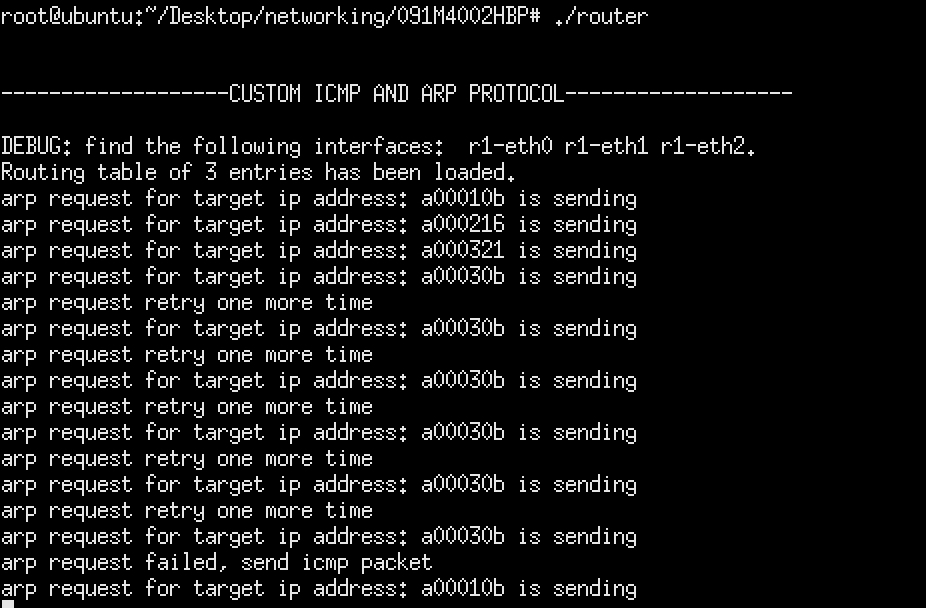 root@ubuntu:~/Desktop/networking/091M4002HBP# ./router
-------------------CUSTOM ICMP AND ARP PROTOCOL-------------------
DEBUG: find the following interfaces:  r1-eth0 r1-eth1 r1-eth2.
Routing table of 3 entries has been loaded.
arp request for target ip address: a00010b is sending
arp request for target ip address: a000216 is sending
arp request for target ip address: a000321 is sending
arp request for target ip address: a00030b is sending
arp request retry one more time
arp request for target ip address: a00030b is sending
arp request retry one more time
arp request for target ip address: a00030b is sending
arp request retry one more time
arp request for target ip address: a00030b is sending
arp request retry one more time
arp request for target ip address: a00030b is sending
arp request retry one more time
arp request for target ip address: a00030b is sending
arp request failed, send icmp packet
arp request for target ip address: a00010b is sending